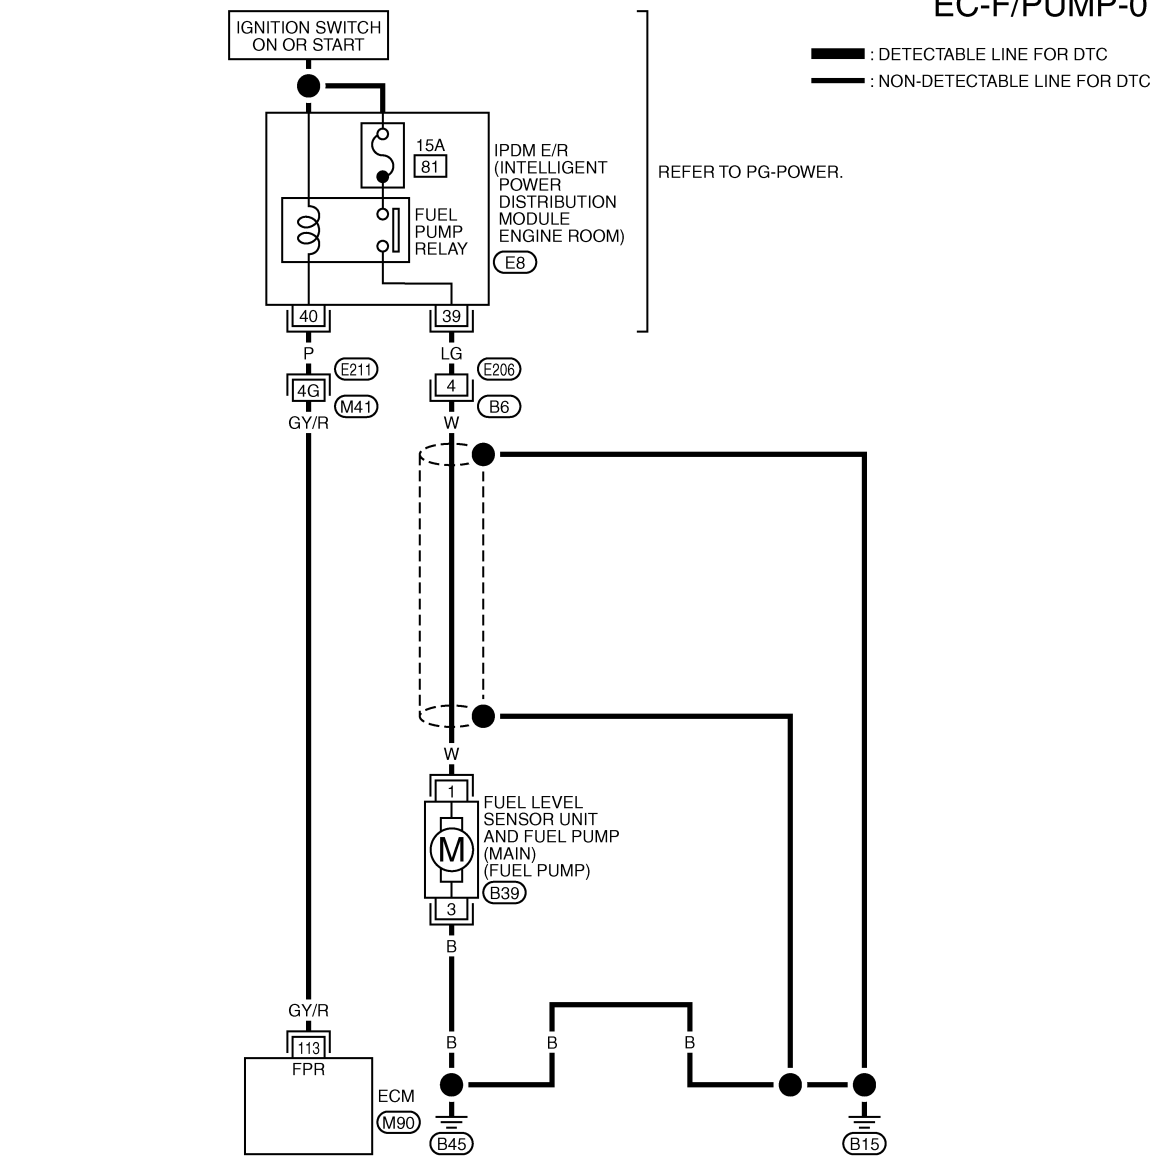 EC-F/PUMP-0
IGNITION SWITCH
ON OR START
: DETECTABLE LINE FOR DTC
: NON-DETECTABLE LINE FOR DTC
15A
81
IPDM E/R
(INTELLIGENT
POWER
DISTRIBUTION
MODULE
ENGINE ROOM)
E8
REFER TO PG-POWER.
FUEL
PUMP
RELAY
40
39
P
LG
E211
E206
4G
4
M41
B6
GY/R
W
W
1
FUEL LEVEL
SENSOR UNIT
AND FUEL PUMP
(MAIN)
(FUEL PUMP)
M
B39
3
B
GY/R
B
B
B
113
FPR
ECM
M90
B45
B15